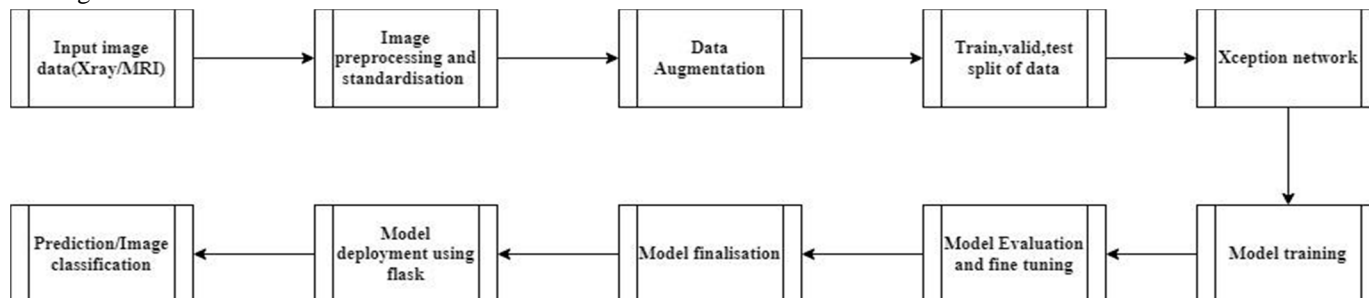 Input image
data(Xray/MRI)
Image
preprocessing and
standardisation
Data
Augmentation
Train,valid,test
split of data
Xception network
Model training
Model Evaluation
and fine tuning
Model finalisation
Model
deployment using
flask
Prediction/Image
classification